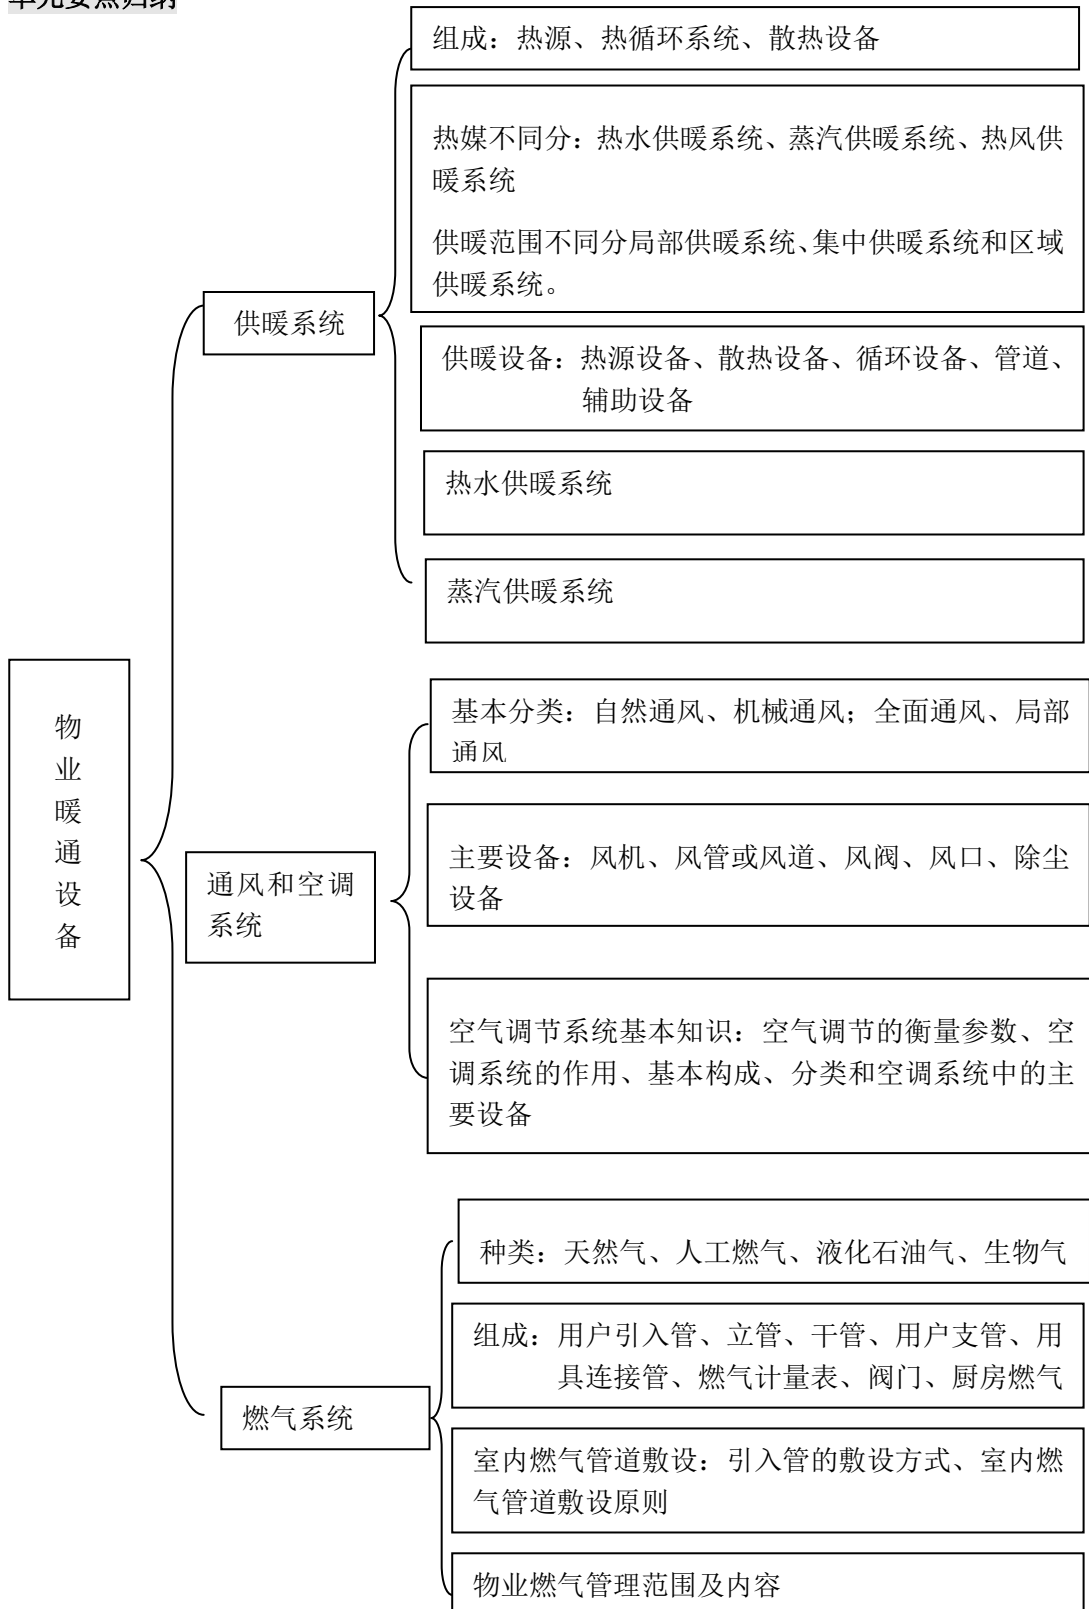 单元要点归纳
组成：热源、热循环系统、散热设备
热媒不同分：热水供暖系统、蒸汽供暖系统、热风供
暖系统
供暖范围不同分局部供暖系统、集中供暖系统和区域
供暖系统。
供暖系统
供暖设备：热源设备、散热设备、循环设备、管道、
辅助设备
热水供暖系统
蒸汽供暖系统
物
业
暖
通
设
备
基本分类：自然通风、机械通风；全面通风、局部
通风
主要设备：风机、风管或风道、风阀、风口、除尘
设备
通风和空调
系统
空气调节系统基本知识：空气调节的衡量参数、空
调系统的作用、基本构成、分类和空调系统中的主
要设备
种类：天然气、人工燃气、液化石油气、生物气
组成：用户引入管、立管、干管、用户支管、用
具连接管、燃气计量表、阀门、厨房燃气
燃气系统
室内燃气管道敷设：引入管的敷设方式、室内燃
气管道敷设原则
物业燃气管理范围及内容